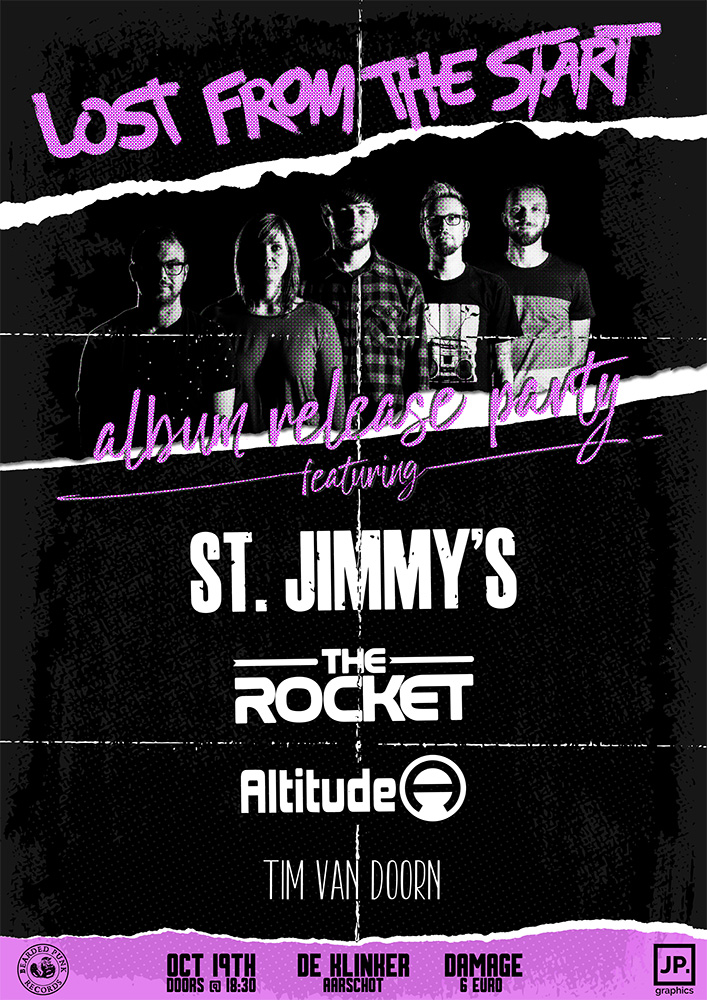 LOST FROM THE START
album release party
featuring
ST. JIMMY'S
THE
ROCKET
Altitude
TIM VAN DOORN
BEARDED PUNK
RECORDS
OCT 19TH
DOORS @ 18:30
DE KLINKER
AARSCHOT
DAMAGE
6 EURO
JP.
graphics